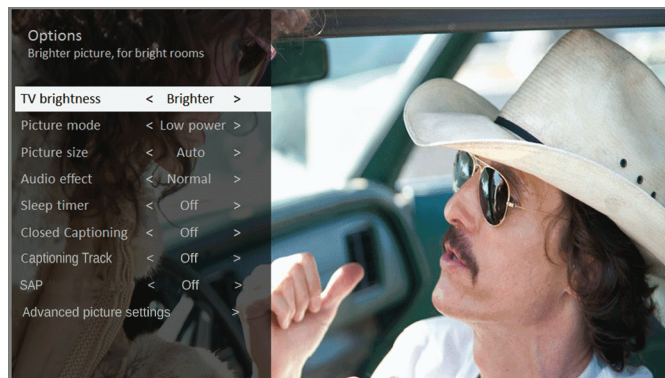 Options
Brighter picture, for bright rooms
TV brightness < Brighter >
Picture mode < Low power >
Picture size < Auto >
Audio effect < Normal >
Sleep timer < Off >
Closed Captioning < Off >
Captioning Track < Off >
SAP < Off >
Advanced picture settings >